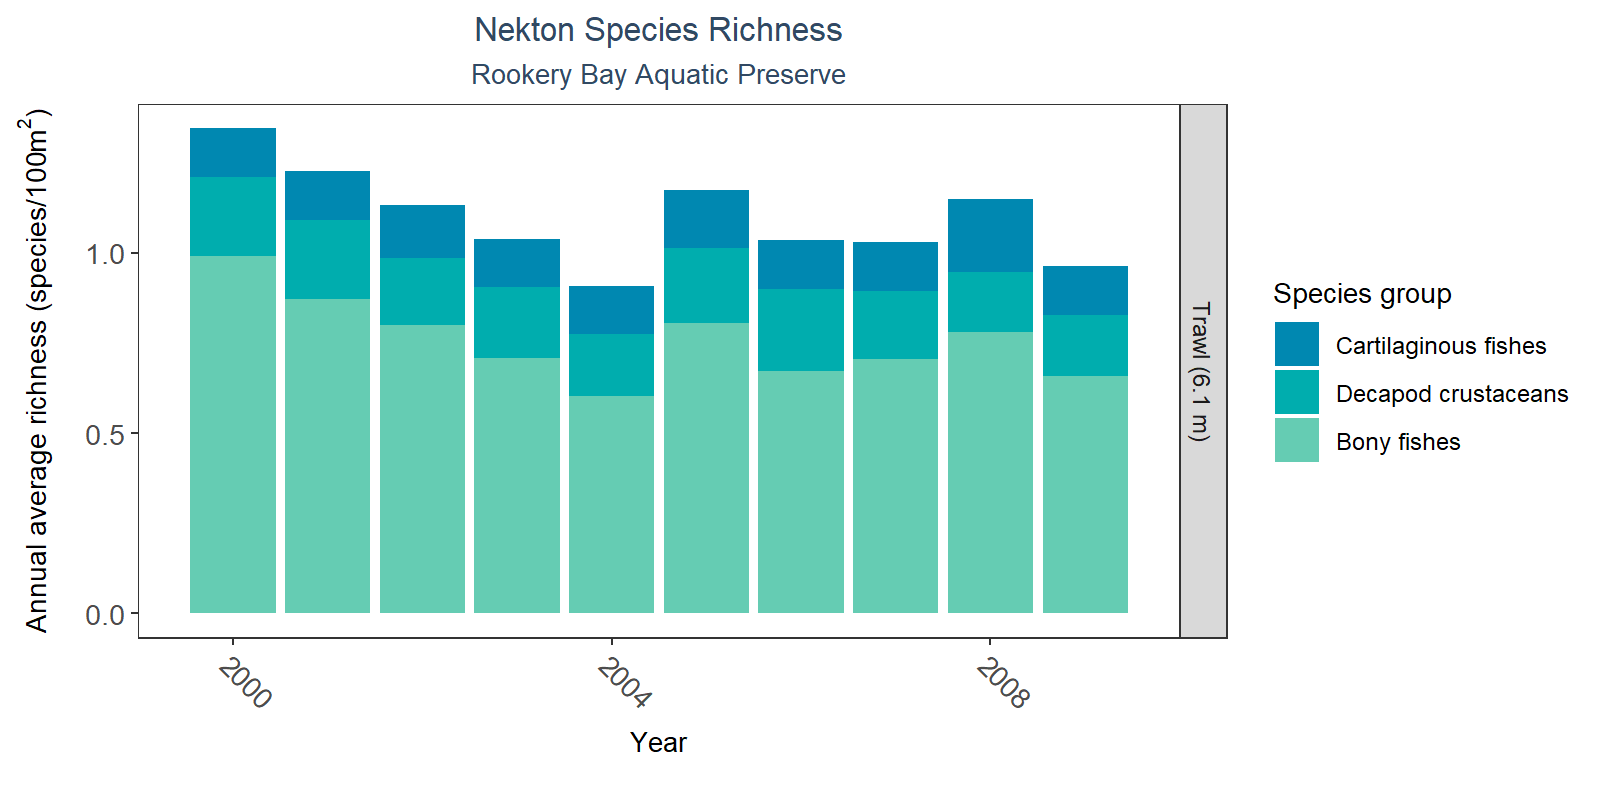 Nekton Species Richness
Rookery Bay Aquatic Preserve
Annual average richness (species/100m²)
1.0
0.5
0.0
2000
2004
2008
Year
Trawl (6.1 m)
Species group
Cartilaginous fishes
Decapod crustaceans
Bony fishes